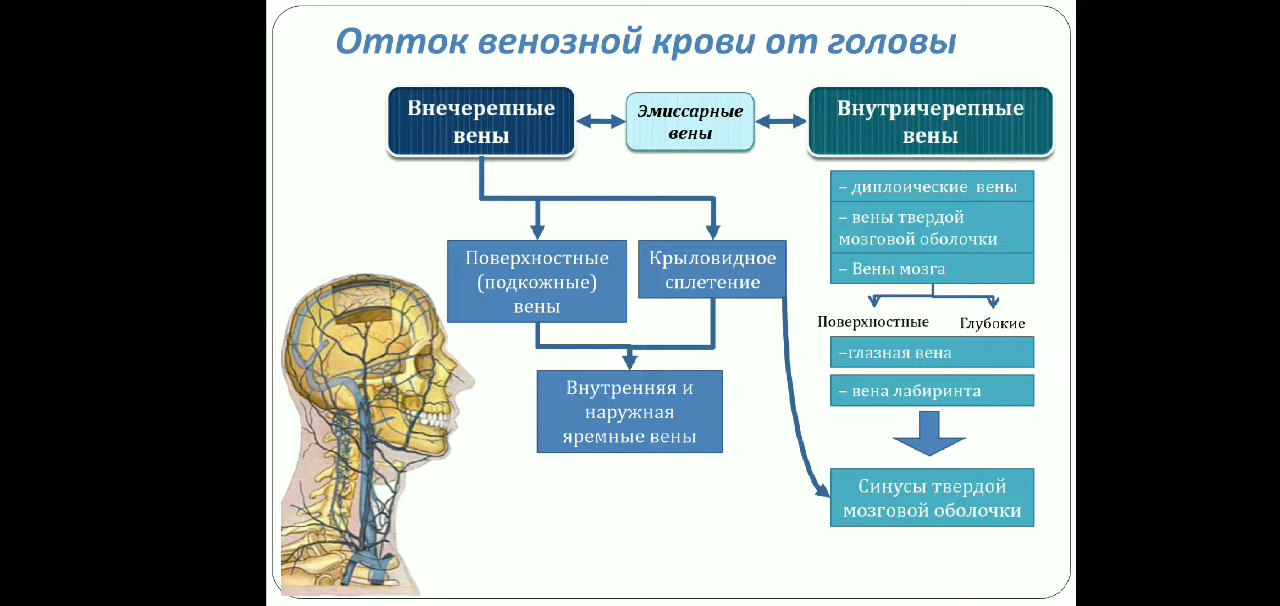 Отток венозной крови от головы
Внечерепные
вены
Эмиссарные
вены
Внутричерепные
вены
– диплоические вены
– вены твердой
мозговой оболочки
– Вены мозга
Поверхностные
(подкожные)
вены
Крыловидное
сплетение
Поверхностные
Глубокие
–глазная вена
– вена лабиринта
Внутренняя и
наружная
яремные вены
Синусы твердой
мозговой оболочки